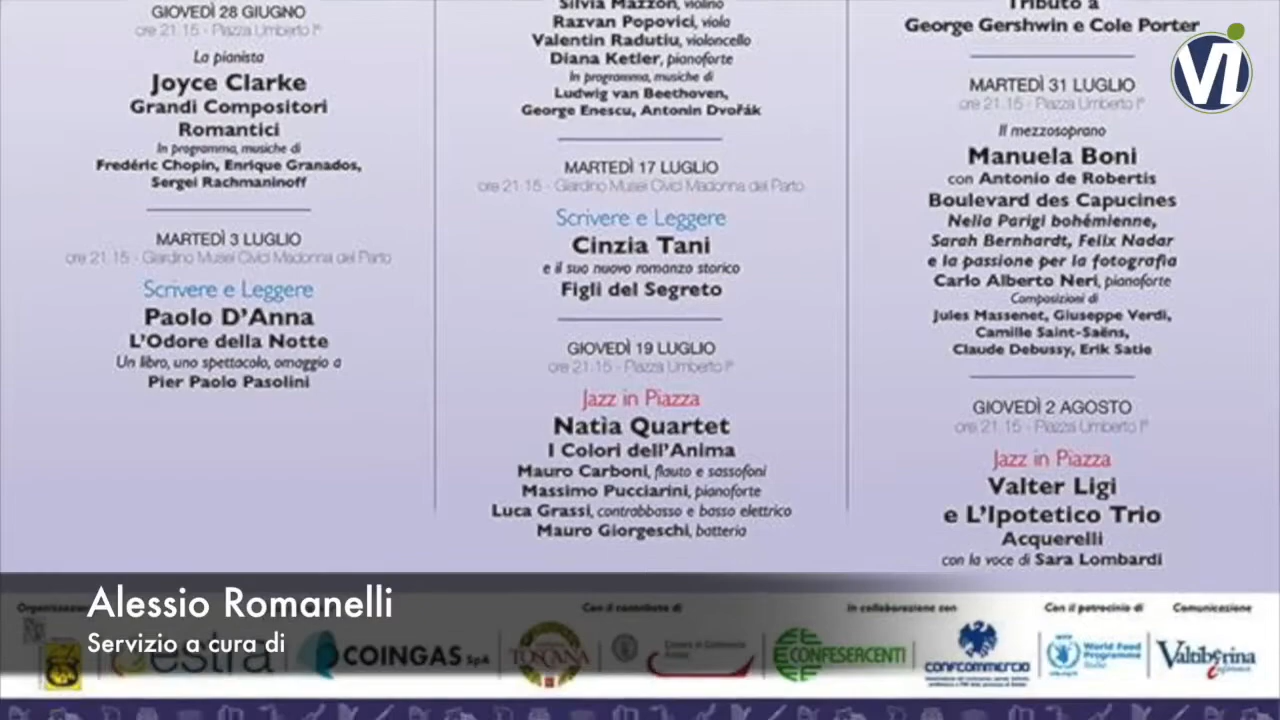 GIOVEDÌ 28 GIUGNO
ore 21.15 - Piazza Umberto I°
La pianista
Joyce Clarke
Grandi Compositori
Romantici
In programma, musiche di
Fredéric Chopin, Enrique Granados,
Sergei Rachmaninoff
MARTEDÌ 3 LUGLIO
ore 21.15 - Giardino Musei Civici Madonna del Parto
Scrivere e Leggere
Paolo D'Anna
L'Odore della Notte
Un libro, uno spettacolo, omaggio a
Pier Paolo Pasolini
Silvia Mazzon, violino
Razvan Popovici, viola
Valentin Radutiu, violoncello
Diana Ketler, pianoforte
In programma, musiche di
Ludwig van Beethoven,
George Enescu, Antonin Dvořák
MARTEDÌ 17 LUGLIO
ore 21.15 - Giardino Musei Civici Madonna del Parto
Scrivere e Leggere
Cinzia Tani
e il suo nuovo romanzo storico
Figli del Segreto
GIOVEDÌ 19 LUGLIO
ore 21.15 - Piazza Umberto I°
Jazz in Piazza
Natìa Quartet
I Colori dell'Anima
Mauro Carboni, flauto e sassofoni
Massimo Pucciarini, pianoforte
Luca Grassi, contrabbasso e basso elettrico
Mauro Giorgeschi, batteria
Tributo a
George Gershwin e Cole Porter
MARTEDÌ 31 LUGLIO
ore 21.15 - Piazza Umberto I°
Il mezzosoprano
Manuela Boni
con Antonio de Robertis
Boulevard des Capucines
Nella Parigi bohémienne,
Sarah Bernhardt, Felix Nadar
e la passione per la fotografia
Carlo Alberto Neri, pianoforte
Composizioni di
Jules Massenet, Giuseppe Verdi,
Camille Saint-Saëns,
Claude Debussy, Erik Satie
GIOVEDÌ 2 AGOSTO
ore 21.15 - Piazza Umberto I°
Jazz in Piazza
Valter Ligi
e L'Ipotetico Trio
Acquerelli
con la voce di Sara Lombardi
VI
Alessio Romanelli
Servizio a cura di
Con il contributo di
In collaborazione con
Con il patrocinio di
Comunicazione
estra
COINGAS SpA
TOSCANA
CONFESERCENTI
CONFCOMMERCIO
World Food
Programme
Valtiberina